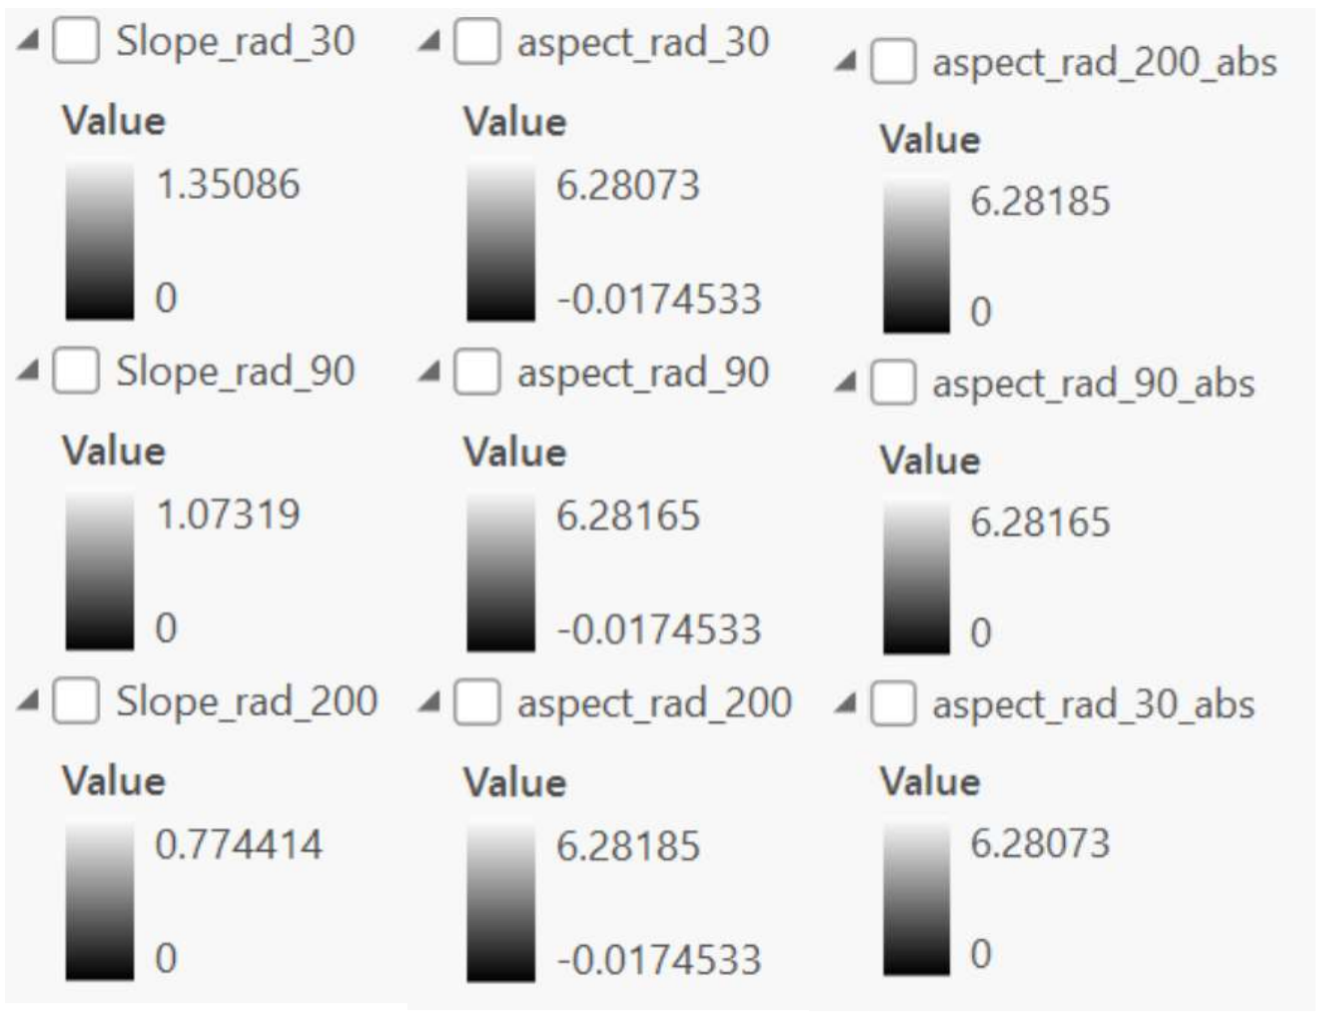 Slope_rad_30
Value
1.35086
0
Slope_rad_90
Value
1.07319
0
Slope_rad_200
Value
0.774414
0
aspect_rad_30
Value
6.28073
-0.0174533
aspect_rad_90
Value
6.28165
-0.0174533
aspect_rad_200
Value
6.28185
-0.0174533
aspect_rad_200_abs
Value
6.28185
0
aspect_rad_90_abs
Value
6.28165
0
aspect_rad_30_abs
Value
6.28073
0